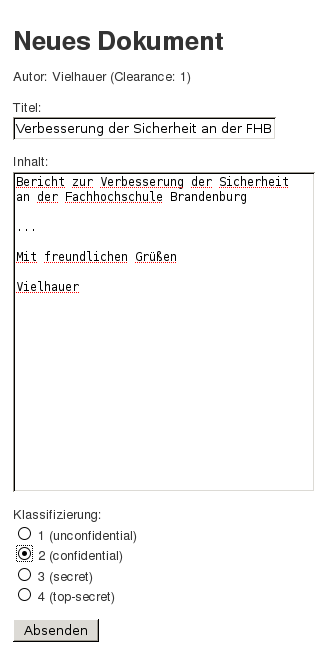 Neues Dokument
Autor: Vielhauer (Clearance: 1)
Titel:
Verbesserung der Sicherheit an der FHB
Inhalt:
Bericht zur Verbesserung der Sicherheit
an der Fachhochschule Brandenburg
...
Mit freundlichen Grüßen
Vielhauer
Klassifizierung:
1 (unconfidential)
2 (confidential)
3 (secret)
4 (top-secret)
Absenden